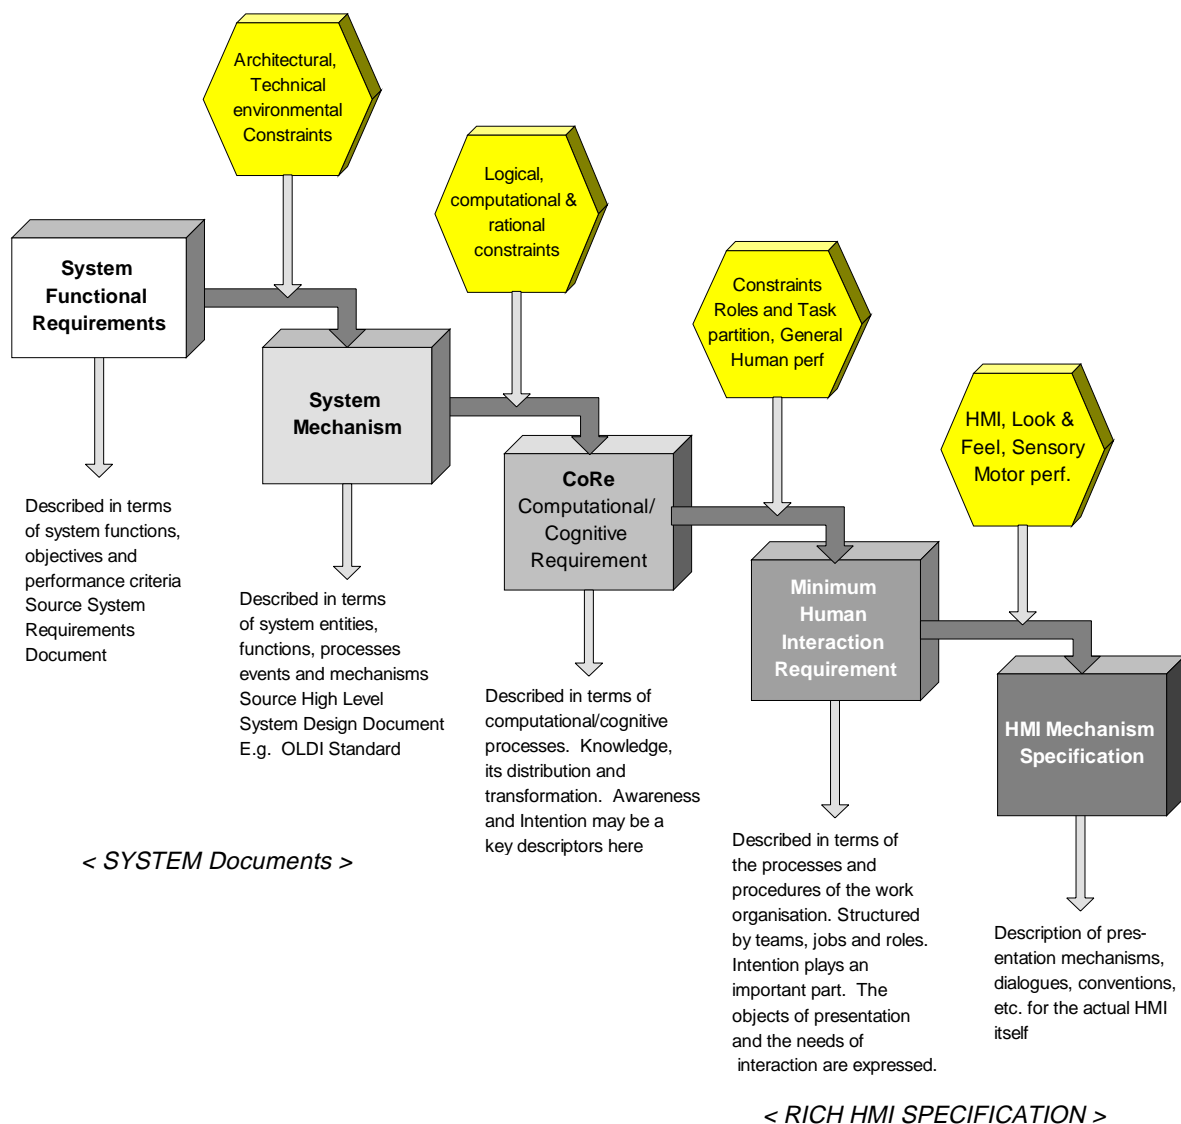 Architectural,
Technical
environmental
Constraints
Logical,
computational &
rational
constraints
System
Functional
Requirements
Constraints
Roles and Task
partition, General
Human perf
System
Mechanism
HMI, Look &
Feel, Sensory
Motor perf.
CoRe
Computational/
Cognitive
Requirement
Described in terms
of system functions,
objectives and
performance criteria
Source System
Requirements
Document
Minimum
Human
Interaction
Requirement
Described in terms
of system entities,
functions, processes
events and mechanisms
Source High Level
System Design Document
E.g. OLDI Standard
HMI Mechanism
Specification
Described in terms of
computational/cognitive
processes. Knowledge,
its distribution and
transformation. Awareness
and Intention may be a
key descriptors here
< SYSTEM Documents >
Described in terms of
the processes and
procedures of the work
organisation. Structured
by teams, jobs and roles.
Intention plays an
important part. The
objects of presentation
and the needs of
interaction are expressed.
Description of pres-
entation mechanisms,
dialogues, conventions,
etc. for the actual HMI
itself
< RICH HMI SPECIFICATION >